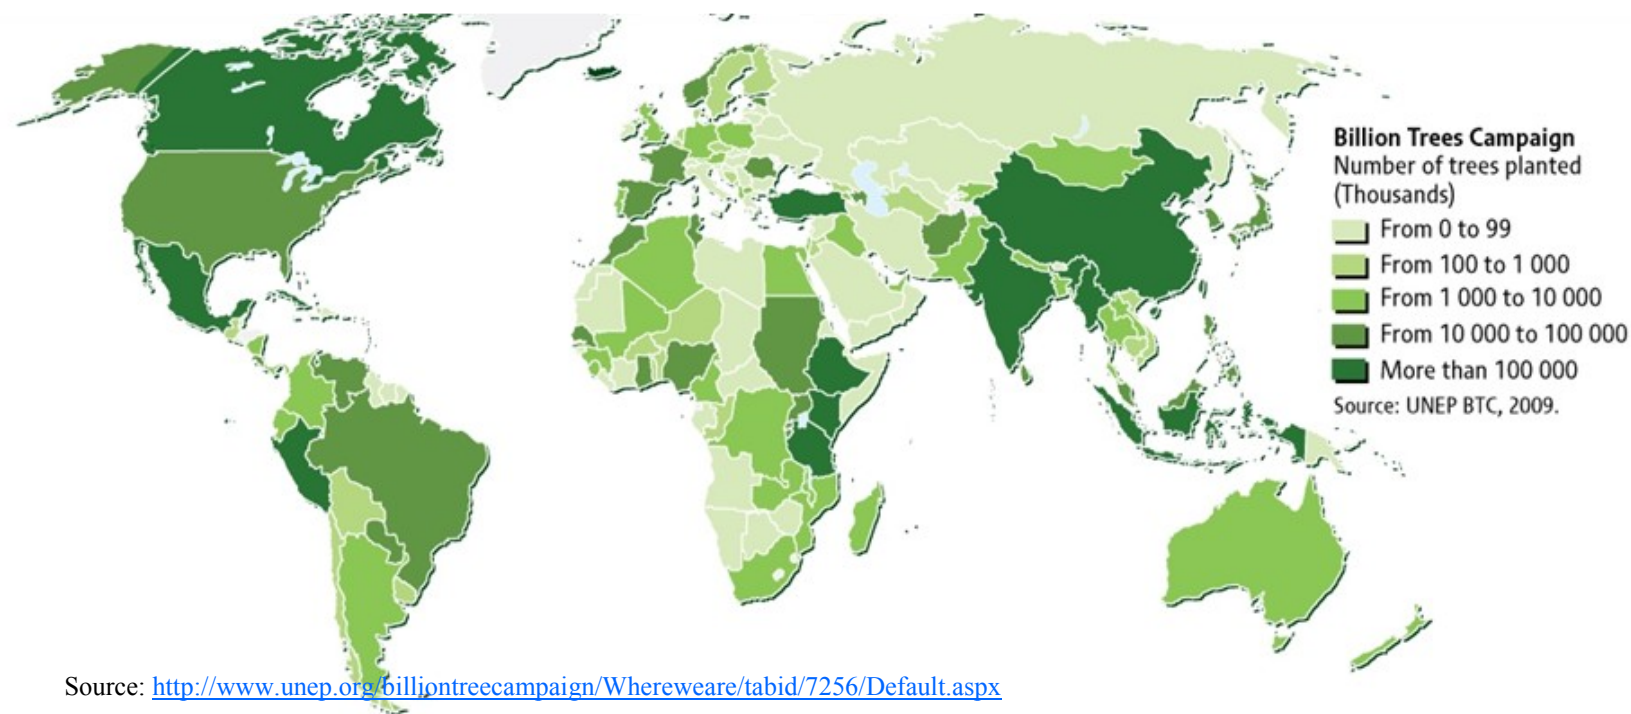 Billion Trees Campaign
Number of trees planted
(Thousands)
From 0 to 99
From 100 to 1 000
From 1 000 to 10 000
From 10 000 to 100 000
More than 100 000
Source: UNEP BTC, 2009.
Source: http://www.unep.org/billiontreecampaign/Whereweare/tabid/7256/Default.aspx